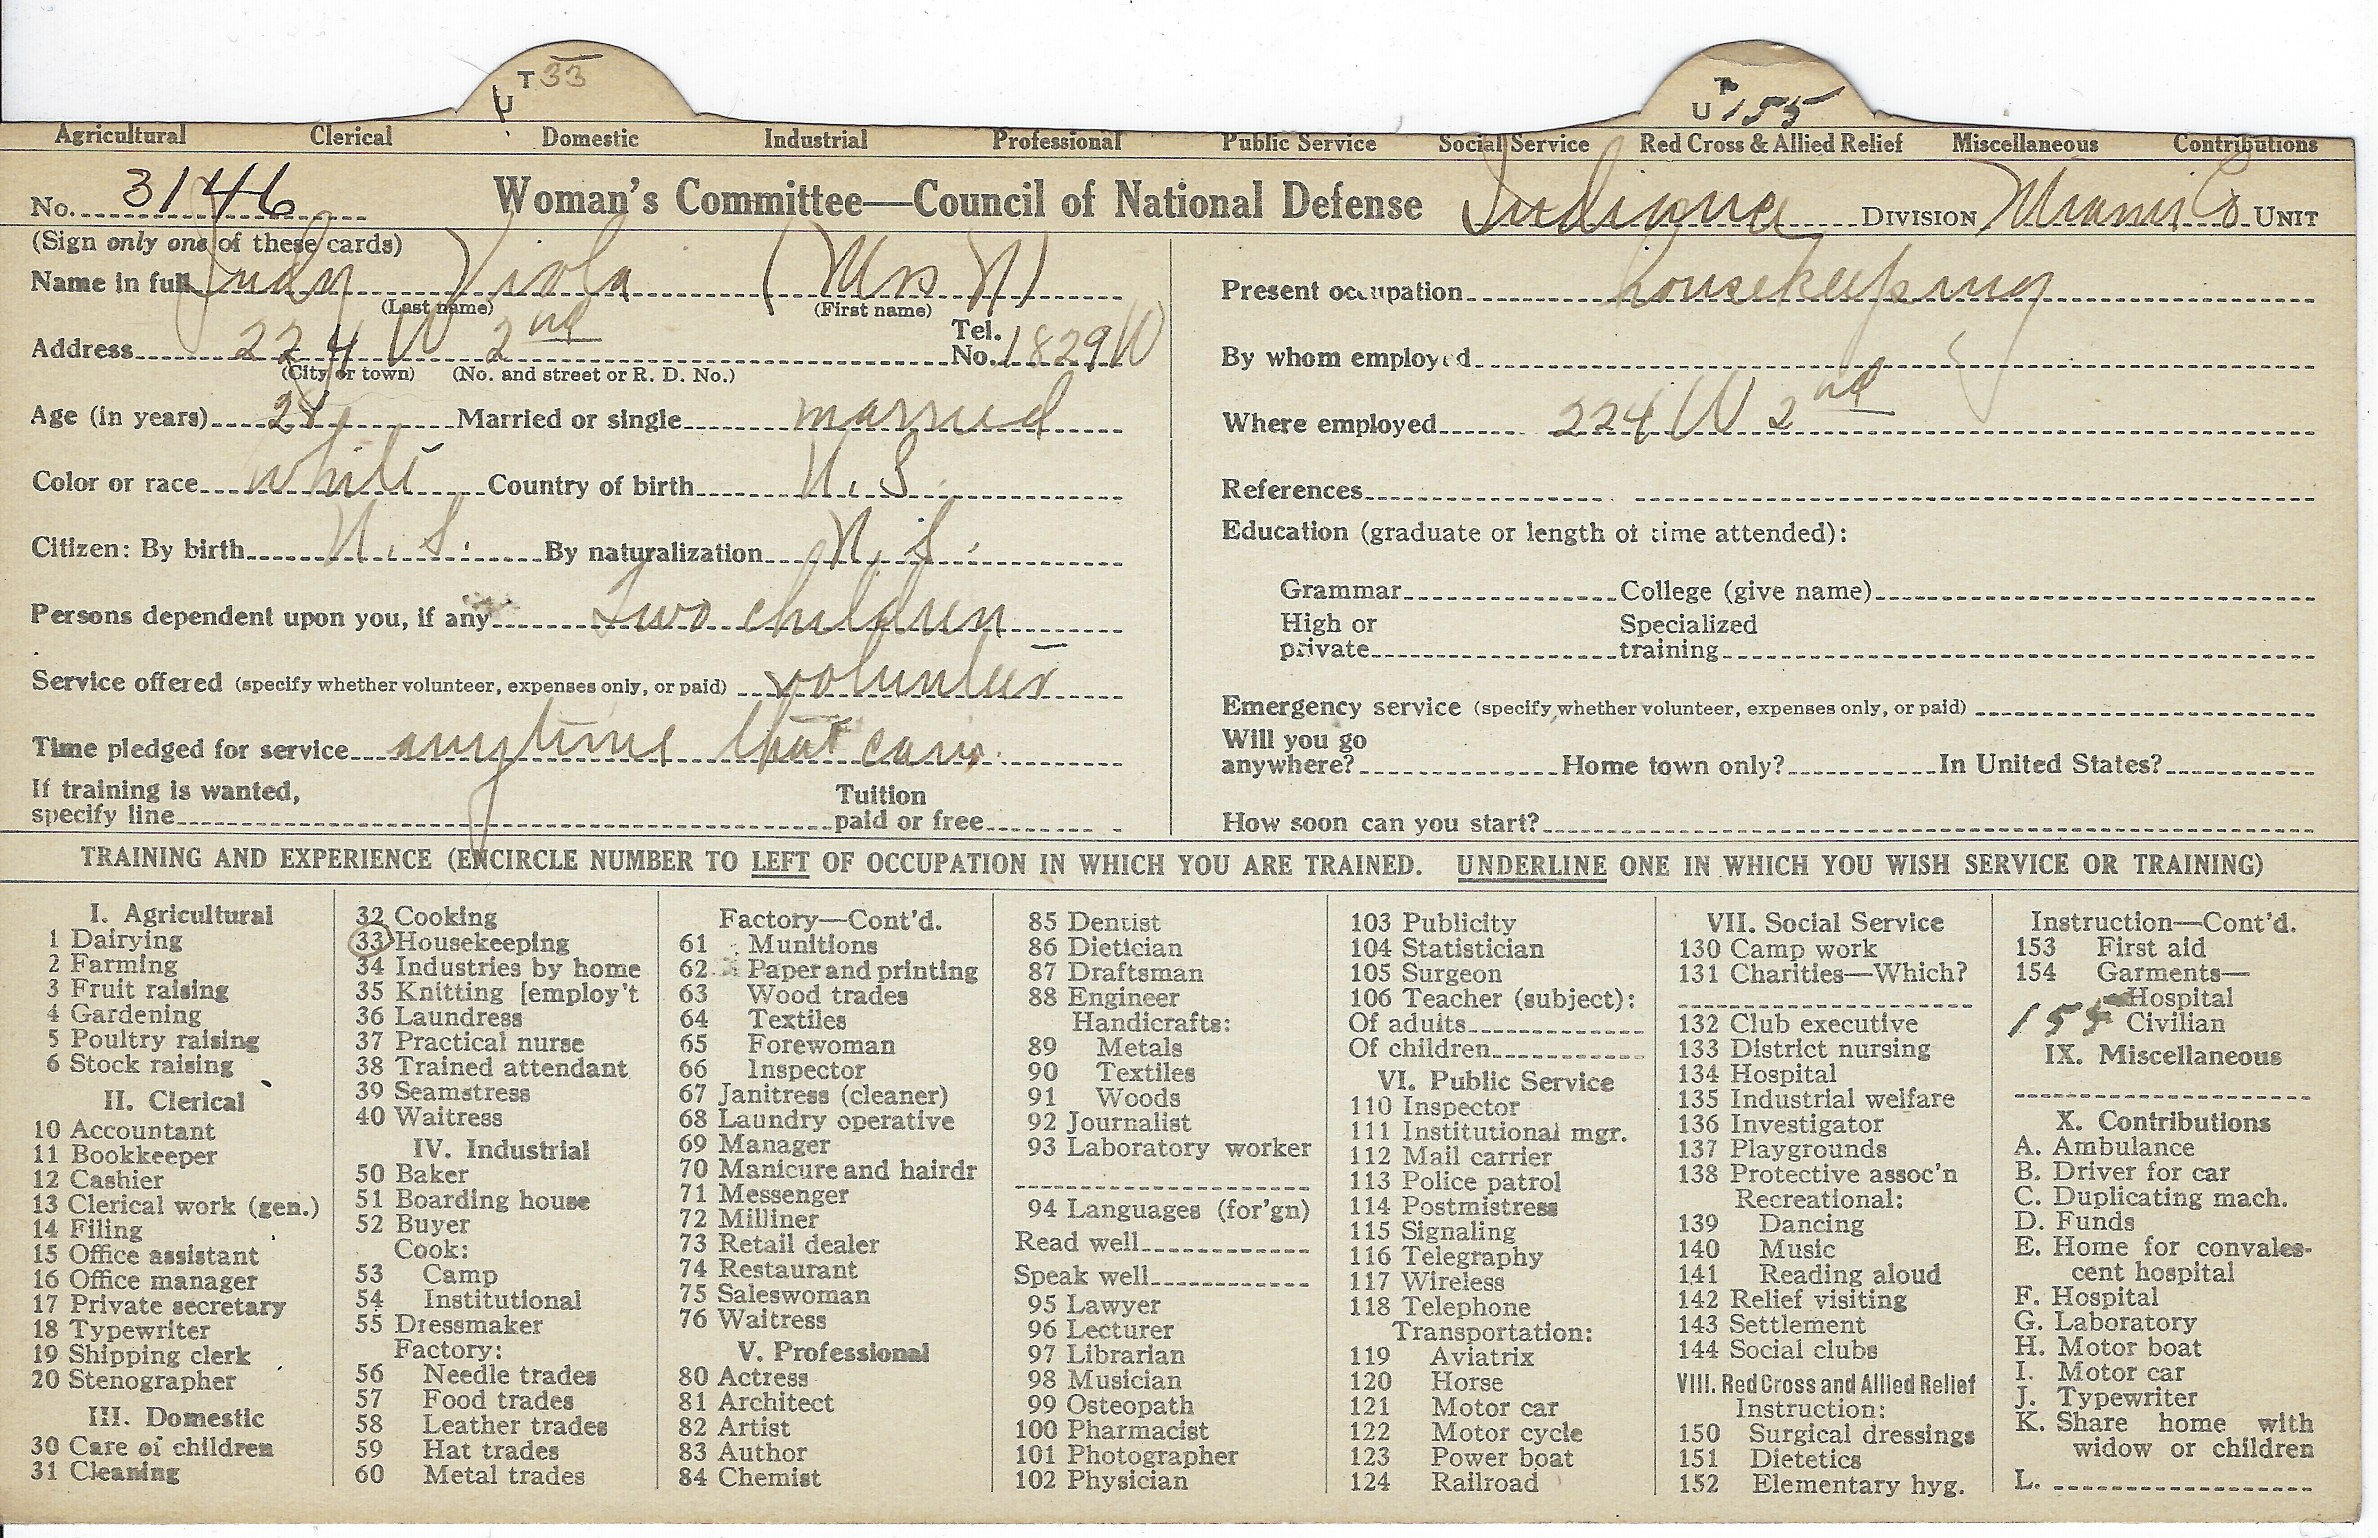 T 33
U
T
U 155
Agricultural Clerical Domestic Industrial Professional Public Service Social Service Red Cross & Allied Relief Miscellaneous Contributions
No. 3146 Woman's Committee—Council of National Defense Indiana DIVISION Miami Co UNIT
(Sign only one of these cards)
Name in full Judy Viola (Mrs N)
(Last name) (First name)
Address 224 W 2nd Tel. No. 1829W
(City or town) (No. and street or R. D. No.)
Age (in years) Married or single married
Color or race white Country of birth U.S.
Citizen: By birth U.S. By naturalization U.S.
Persons dependent upon you, if any Two children
Service offered (specify whether volunteer, expenses only, or paid) volunteer
Time pledged for service anytime that can
If training is wanted,
specify line Tuition paid or free
Present occupation housekeeping
By whom employed
Where employed 224 W 2nd
References
Education (graduate or length of time attended):
Grammar College (give name)
High or private Specialized training
Emergency service (specify whether volunteer, expenses only, or paid)
Will you go
anywhere? Home town only? In United States?
How soon can you start?
TRAINING AND EXPERIENCE (ENCIRCLE NUMBER TO LEFT OF OCCUPATION IN WHICH YOU ARE TRAINED. UNDERLINE ONE IN WHICH YOU WISH SERVICE OR TRAINING)
I. Agricultural
1 Dairying
2 Farming
3 Fruit raising
4 Gardening
5 Poultry raising
6 Stock raising
II. Clerical
10 Accountant
11 Bookkeeper
12 Cashier
13 Clerical work (gen.)
14 Filing
15 Office assistant
16 Office manager
17 Private secretary
18 Typewriter
19 Shipping clerk
20 Stenographer
III. Domestic
30 Care of children
31 Cleaning
32 Cooking
33 Housekeeping
34 Industries by home
35 Knitting [employ't
36 Laundress
37 Practical nurse
38 Trained attendant
39 Seamstress
40 Waitress
IV. Industrial
50 Baker
51 Boarding house
52 Buyer
Cook:
53 Camp
54 Institutional
55 Dressmaker
Factory:
56 Needle trades
57 Food trades
58 Leather trades
59 Hat trades
60 Metal trades
Factory—Cont'd.
61 Munitions
62 Paper and printing
63 Wood trades
64 Textiles
65 Forewoman
66 Inspector
67 Janitress (cleaner)
68 Laundry operative
69 Manager
70 Manicure and hairdr
71 Messenger
72 Milliner
73 Retail dealer
74 Restaurant
75 Saleswoman
76 Waitress
V. Professional
80 Actress
81 Architect
82 Artist
83 Author
84 Chemist
85 Dentist
86 Dietician
87 Draftsman
88 Engineer
Handicrafts:
89 Metals
90 Textiles
91 Woods
92 Journalist
93 Laboratory worker
94 Languages (for'gn)
Read well
Speak well
95 Lawyer
96 Lecturer
97 Librarian
98 Musician
99 Osteopath
100 Pharmacist
101 Photographer
102 Physician
103 Publicity
104 Statistician
105 Surgeon
106 Teacher (subject):
Of adults
Of children
VI. Public Service
110 Inspector
111 Institutional mgr.
112 Mail carrier
113 Police patrol
114 Postmistress
115 Signaling
116 Telegraphy
117 Wireless
118 Telephone
Transportation:
119 Aviatrix
120 Horse
121 Motor car
122 Motor cycle
123 Power boat
124 Railroad
VII. Social Service
130 Camp work
131 Charities—Which?
132 Club executive
133 District nursing
134 Hospital
135 Industrial welfare
136 Investigator
137 Playgrounds
138 Protective assoc'n
Recreational:
139 Dancing
140 Music
141 Reading aloud
142 Relief visiting
143 Settlement
144 Social clubs
VIII. Red Cross and Allied Relief
Instruction:
150 Surgical dressings
151 Dietetics
152 Elementary hyg.
Instruction—Cont'd.
153 First aid
154 Garments—
Hospital
155 Civilian
IX. Miscellaneous
X. Contributions
A. Ambulance
B. Driver for car
C. Duplicating mach.
D. Funds
E. Home for convales-
cent hospital
F. Hospital
G. Laboratory
H. Motor boat
I. Motor car
J. Typewriter
K. Share home with
widow or children
L.